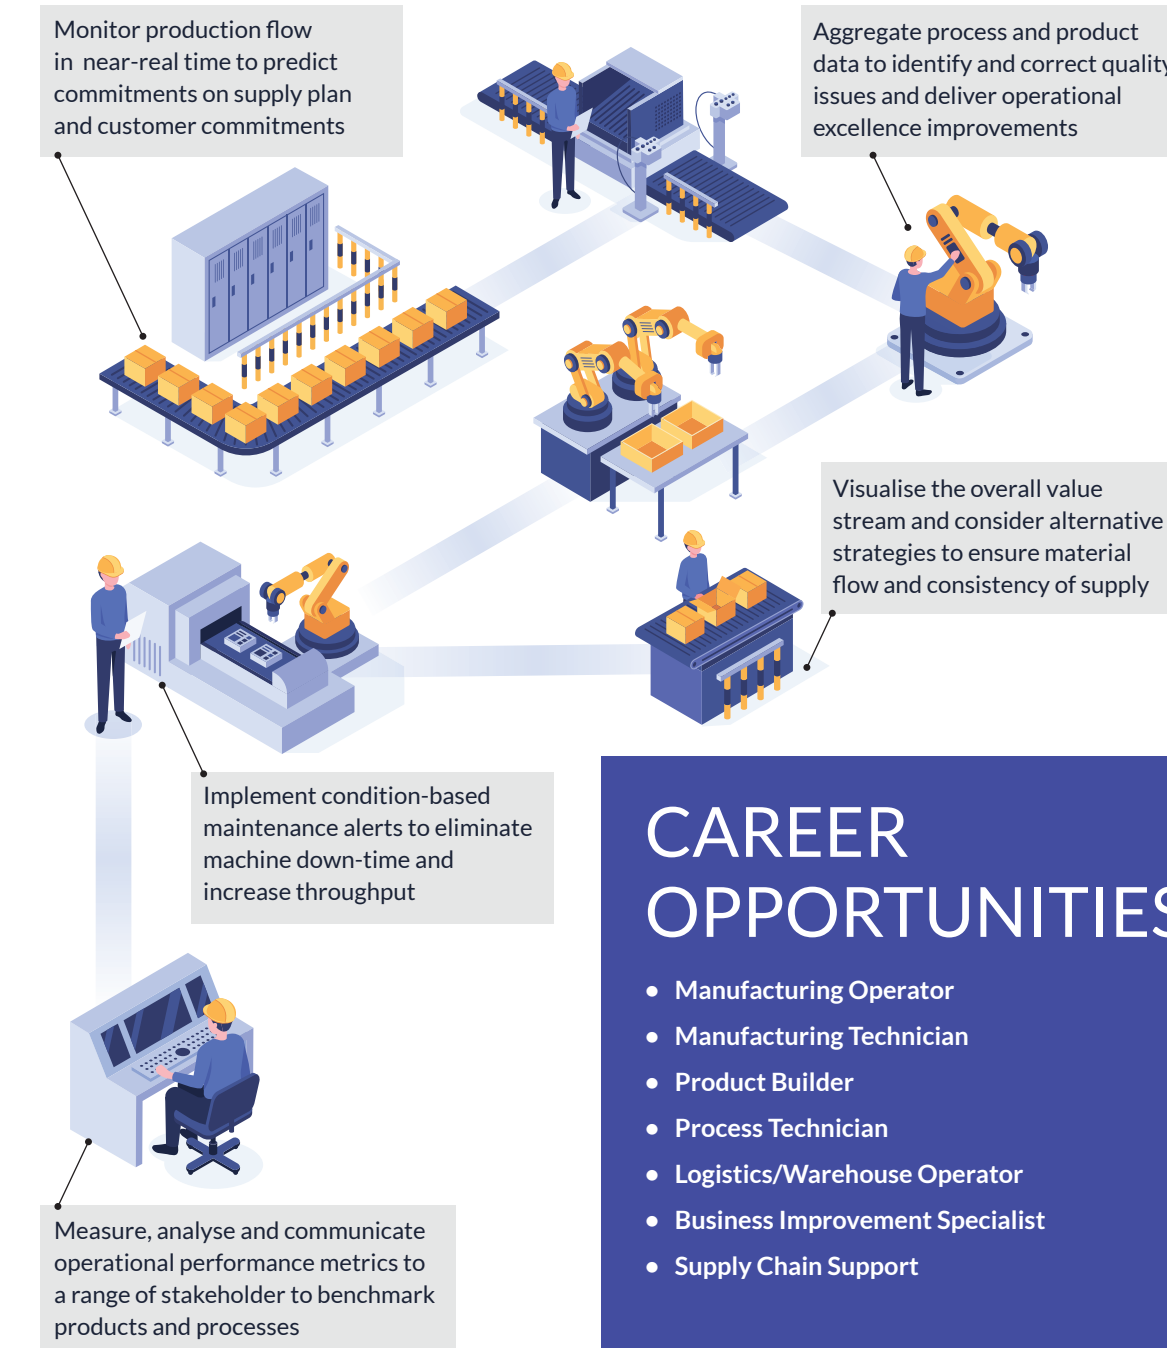 Monitor production flow
in near-real time to predict
commitments on supply plan
and customer commitments
Aggregate process and product
data to identify and correct quality
issues and deliver operational
excellence improvements
Visualise the overall value
stream and consider alternative
strategies to ensure material
flow and consistency of supply
Implement condition-based
maintenance alerts to eliminate
machine down-time and
increase throughput
CAREER
OPPORTUNITIES
• Manufacturing Operator
• Manufacturing Technician
• Product Builder
• Process Technician
• Logistics/Warehouse Operator
• Business Improvement Specialist
• Supply Chain Support
Measure, analyse and communicate
operational performance metrics to
a range of stakeholder to benchmark
products and processes